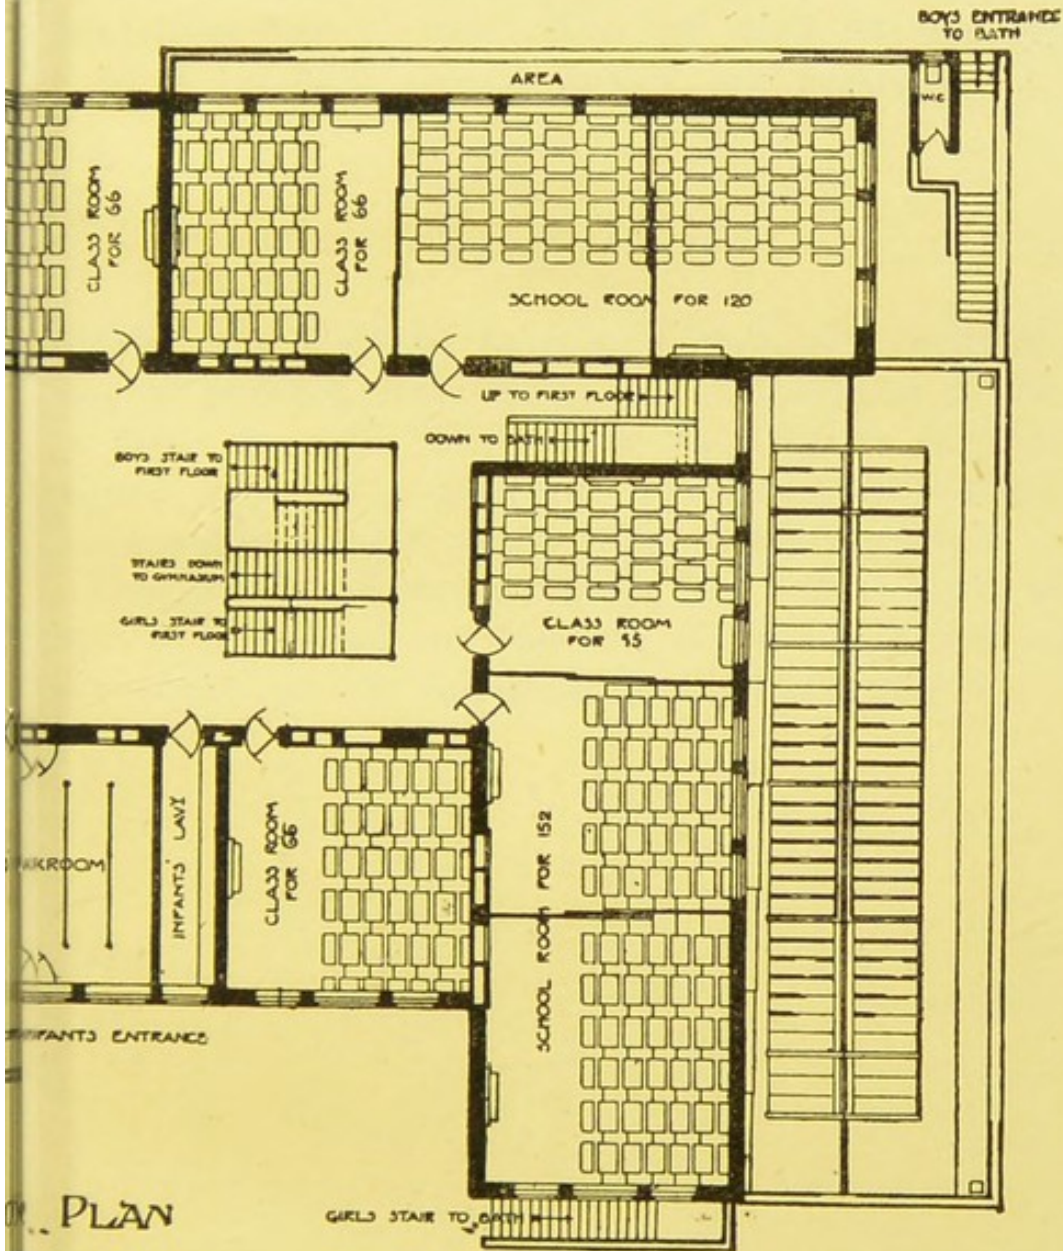 BOYS ENTRANCE
TO BATH
AREA
W.C
CLASS ROOM
FOR 66
CLASS ROOM
FOR 66
SCHOOL ROOM FOR 120
UP TO FIRST FLOOR
DOWN TO BATH
BOYS STAIR TO
FIRST FLOOR
STAIRS DOWN
TO GYMNASIUM
GIRLS STAIR TO
FIRST FLOOR
CLASS ROOM
FOR 55
INFANTS' LAVY
CLASS ROOM
FOR 66
SCHOOL ROOM FOR 152
INFANTS ENTRANCE
PLAN
GIRLS STAIR TO BATH